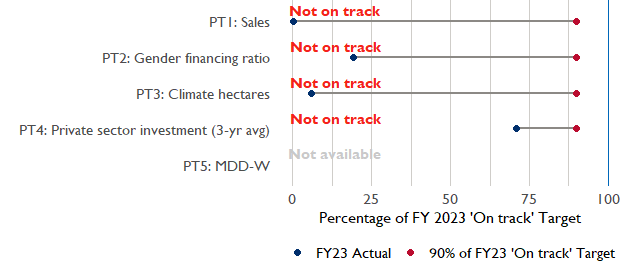 PT1: Sales Not on track
PT2: Gender financing ratio Not on track
PT3: Climate hectares Not on track
PT4: Private sector investment (3-yr avg) Not on track
PT5: MDD-W Not available
0 25 50 75 100
Percentage of FY 2023 'On track' Target
FY23 Actual 90% of FY23 'On track' Target